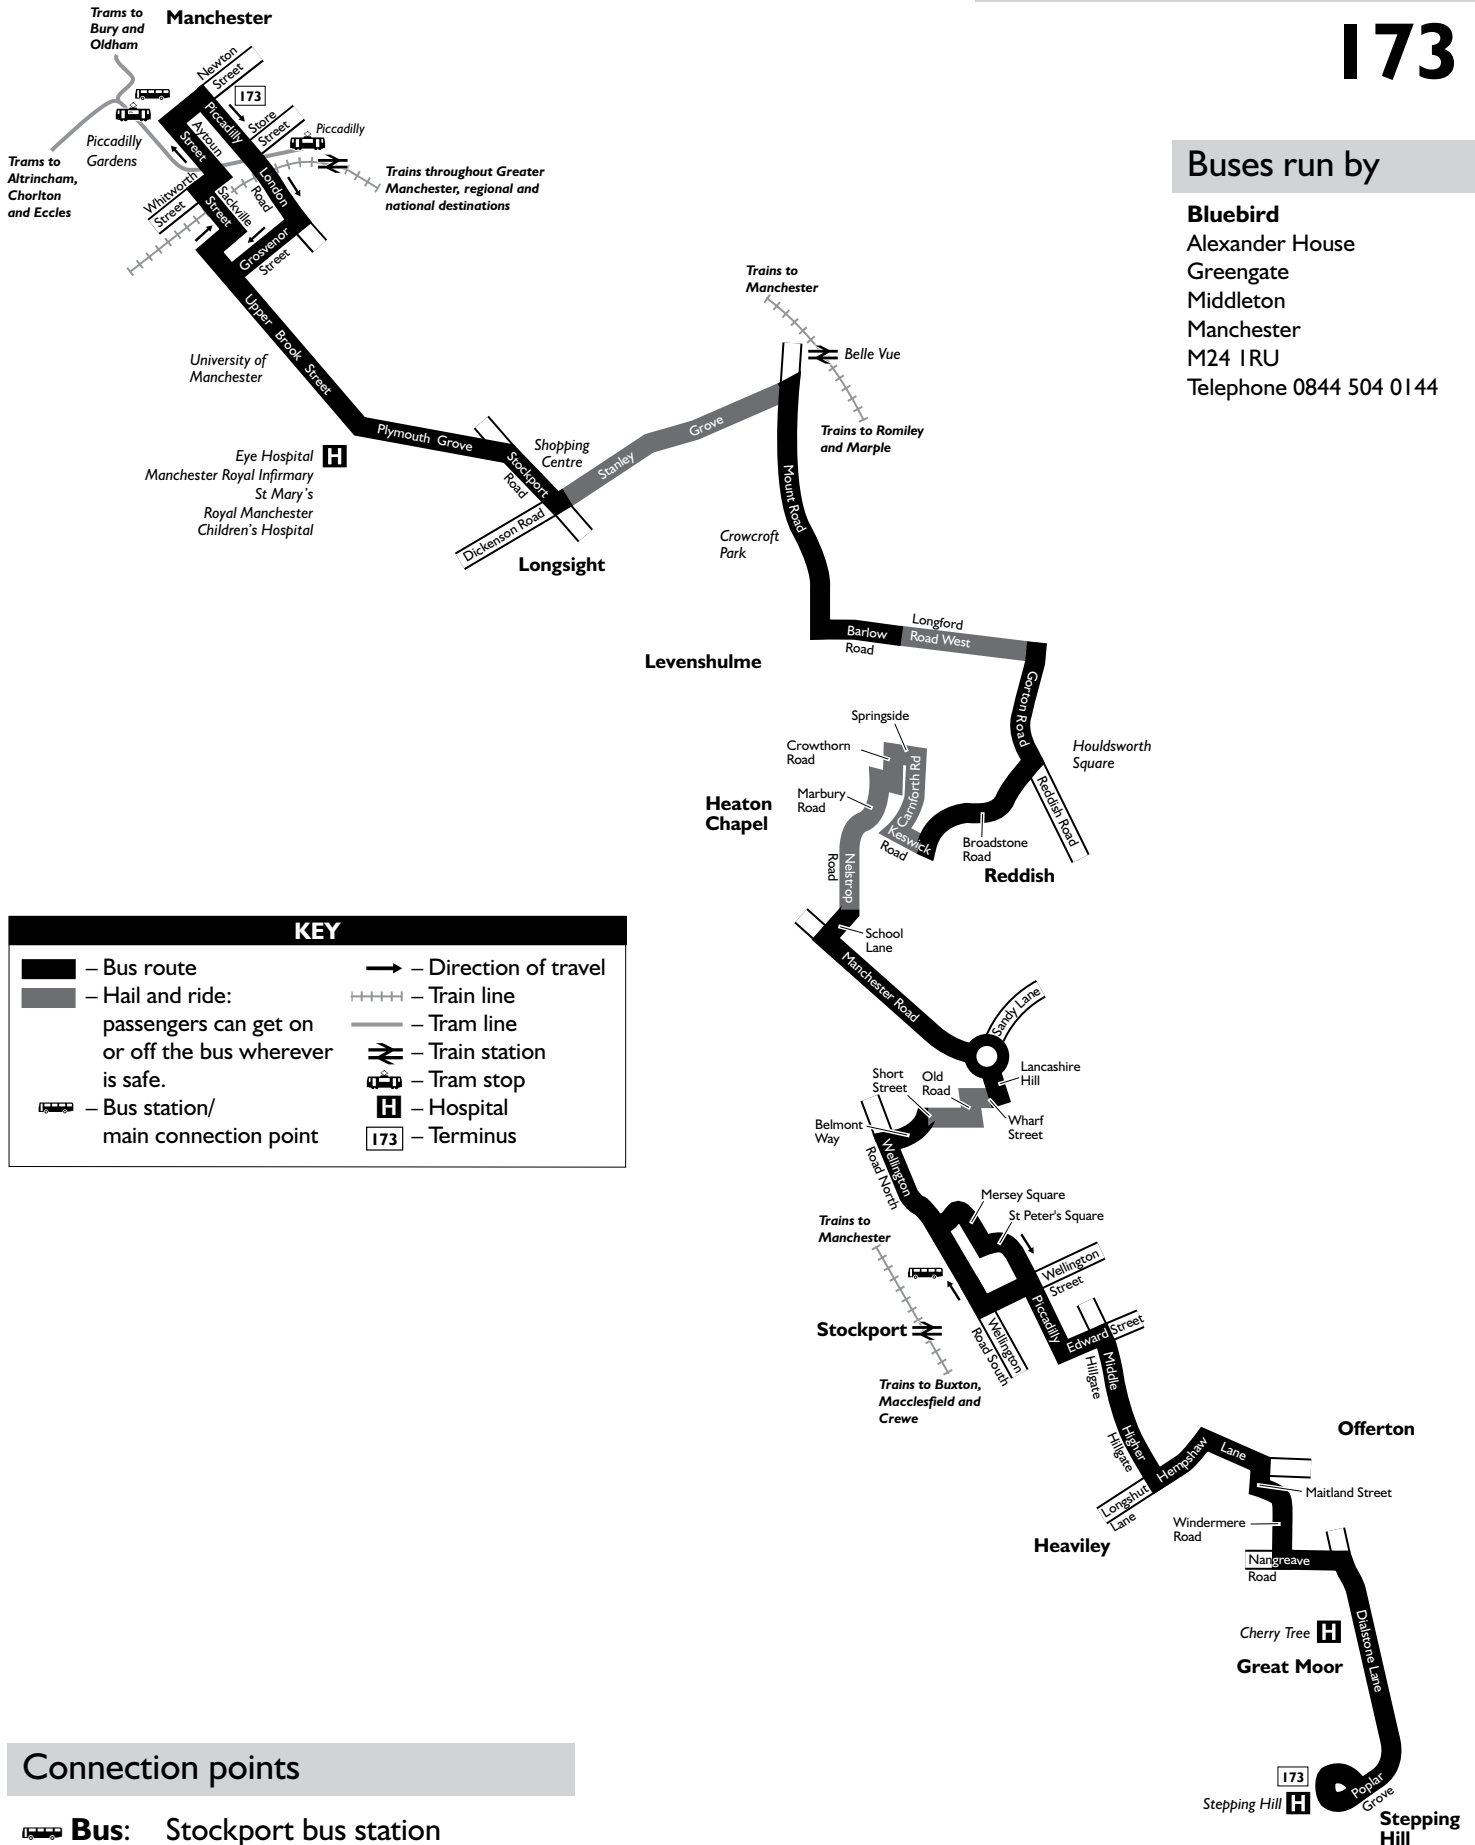 173
Buses run by
Bluebird
Alexander House
Greengate
Middleton
Manchester
M24 1RU
Telephone 0844 504 0144
Trams to
Bury and
Oldham
Manchester
Newton
Street
173
Piccadilly
Store
Street
Piccadilly
Piccadilly
Gardens
Aytoun
Street
Trams to
Altrincham,
Chorlton
and Eccles
London
Road
Trains throughout Greater
Manchester, regional and
national destinations
Whitworth
Street
Sackville
Street
Grosvenor
Street
Upper Brook Street
University of
Manchester
Plymouth Grove
Eye Hospital
H
Manchester Royal Infirmary
St Mary's
Royal Manchester
Children's Hospital
Stockport
Road
Shopping
Centre
Dickenson Road
Longsight
Stanley Grove
Trains to
Manchester
Belle Vue
Trains to Romiley
and Marple
Mount Road
Crowcroft
Park
Levenshulme
Barlow
Road
Longford
Road West
Gorton Road
Houldsworth
Square
Reddish Road
Broadstone
Road
Reddish
Springside
Crowthorn
Road
Carnforth Rd
Marbury
Road
Heaton
Chapel
Keswick
Road
Nelstrop
Road
School
Lane
Manchester Road
Sandy Lane
Lancashire
Hill
Wharf
Street
Old
Road
Short
Street
Belmont
Way
Wellington
Road North
Mersey Square
St Peter's Square
Trains to
Manchester
Wellington
Street
Piccadilly
Stockport
Wellington
Road South
Edward Street
Trains to Buxton,
Macclesfield and
Crewe
Middle
Hillgate
Higher
Hillgate
Hempshaw Lane
Longshut
Lane
Heaviley
Offerton
Maitland Street
Windermere
Road
Nangreave
Road
Dialstone Lane
Cherry Tree H
Great Moor
173
Stepping Hill H
Poplar
Grove
Stepping
Hill
KEY
– Bus route
– Hail and ride:
passengers can get on
or off the bus wherever
is safe.
– Bus station/
main connection point
– Direction of travel
– Train line
– Tram line
– Train station
– Tram stop
H – Hospital
173 – Terminus
Connection points
Bus: Stockport bus station